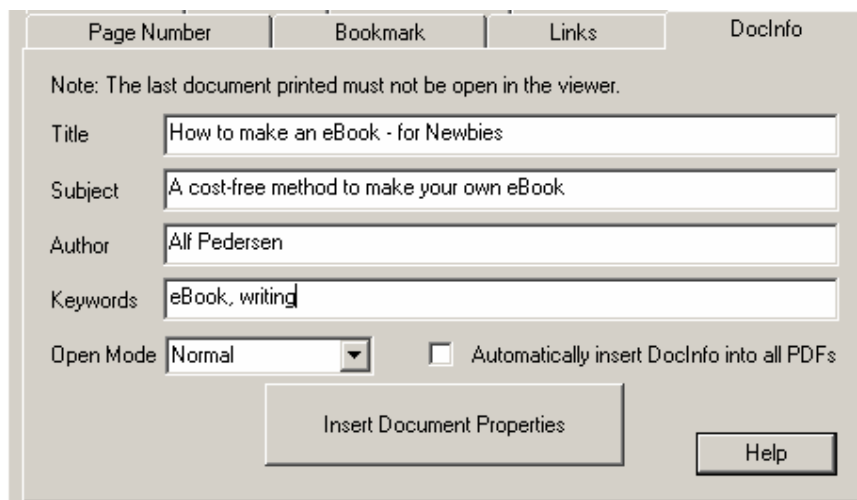 Page Number Bookmark Links DocInfo
Note: The last document printed must not be open in the viewer.
Title How to make an eBook - for Newbies
Subject A cost-free method to make your own eBook
Author Alf Pedersen
Keywords eBook, writing
Open Mode Normal Automatically insert DocInfo into all PDFs
Insert Document Properties
Help